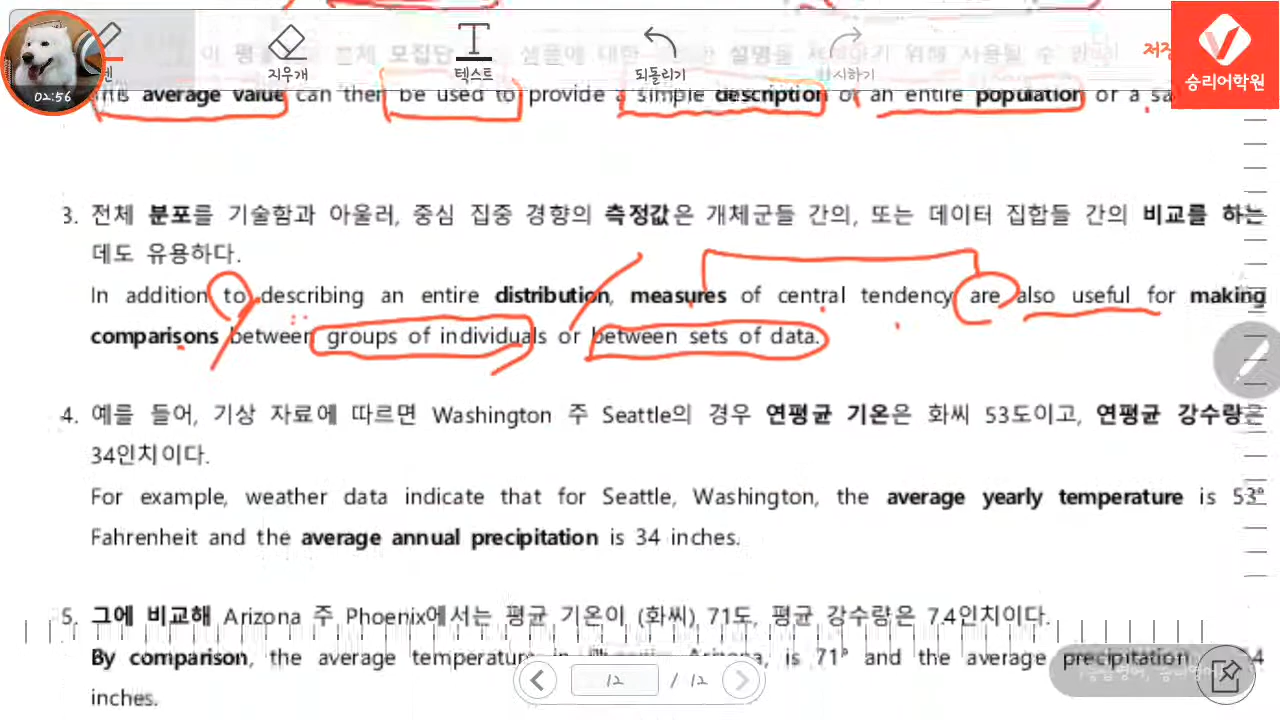 지우개
텍스트
되돌리기
승리어학원
02:56
average value can then be used to provide a simple description of an entire population or a
3. 전체 분포를 기술함과 아울러, 중심 집중 경향의 측정값은 개체군들 간의, 또는 데이터 집합들 간의 비교를 하는
데도 유용하다.
In addition to describing an entire distribution, measures of central tendency are also useful for making
comparisons between groups of individuals or between sets of data.
4. 예를 들어, 기상 자료에 따르면 Washington 주 Seattle의 경우 연평균 기온은 화씨 53도이고, 연평균 강수량은
34인치이다.
For example, weather data indicate that for Seattle, Washington, the average yearly temperature is 53°
Fahrenheit and the average annual precipitation is 34 inches.
5. 그에 비교해 Arizona 주 Phoenix에서는 평균 기온이 (화씨) 71도, 평균 강수량은 7.4인치이다.
By comparison, the average temperature in Phoenix, Arizona, is 71° and the average precipitation
inches.
12 / 12